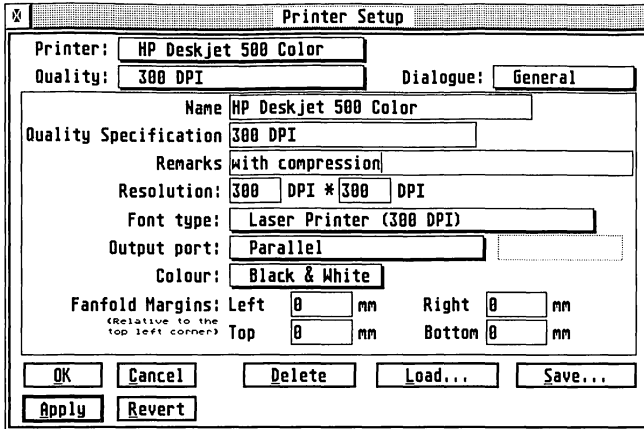 Printer Setup
Printer: HP Deskjet 500 Color
Quality: 300 DPI Dialogue: General
Name HP Deskjet 500 Color
Quality Specification 300 DPI
Remarks with compression
Resolution: 300 DPI * 300 DPI
Font type: Laser Printer (300 DPI)
Output port: Parallel
Colour: Black & White
Fanfold Margins: Left 0 mm Right 0 mm
(Relative to the
top left corner) Top 0 mm Bottom 0 mm
OK Cancel Delete Load... Save...
Apply Revert